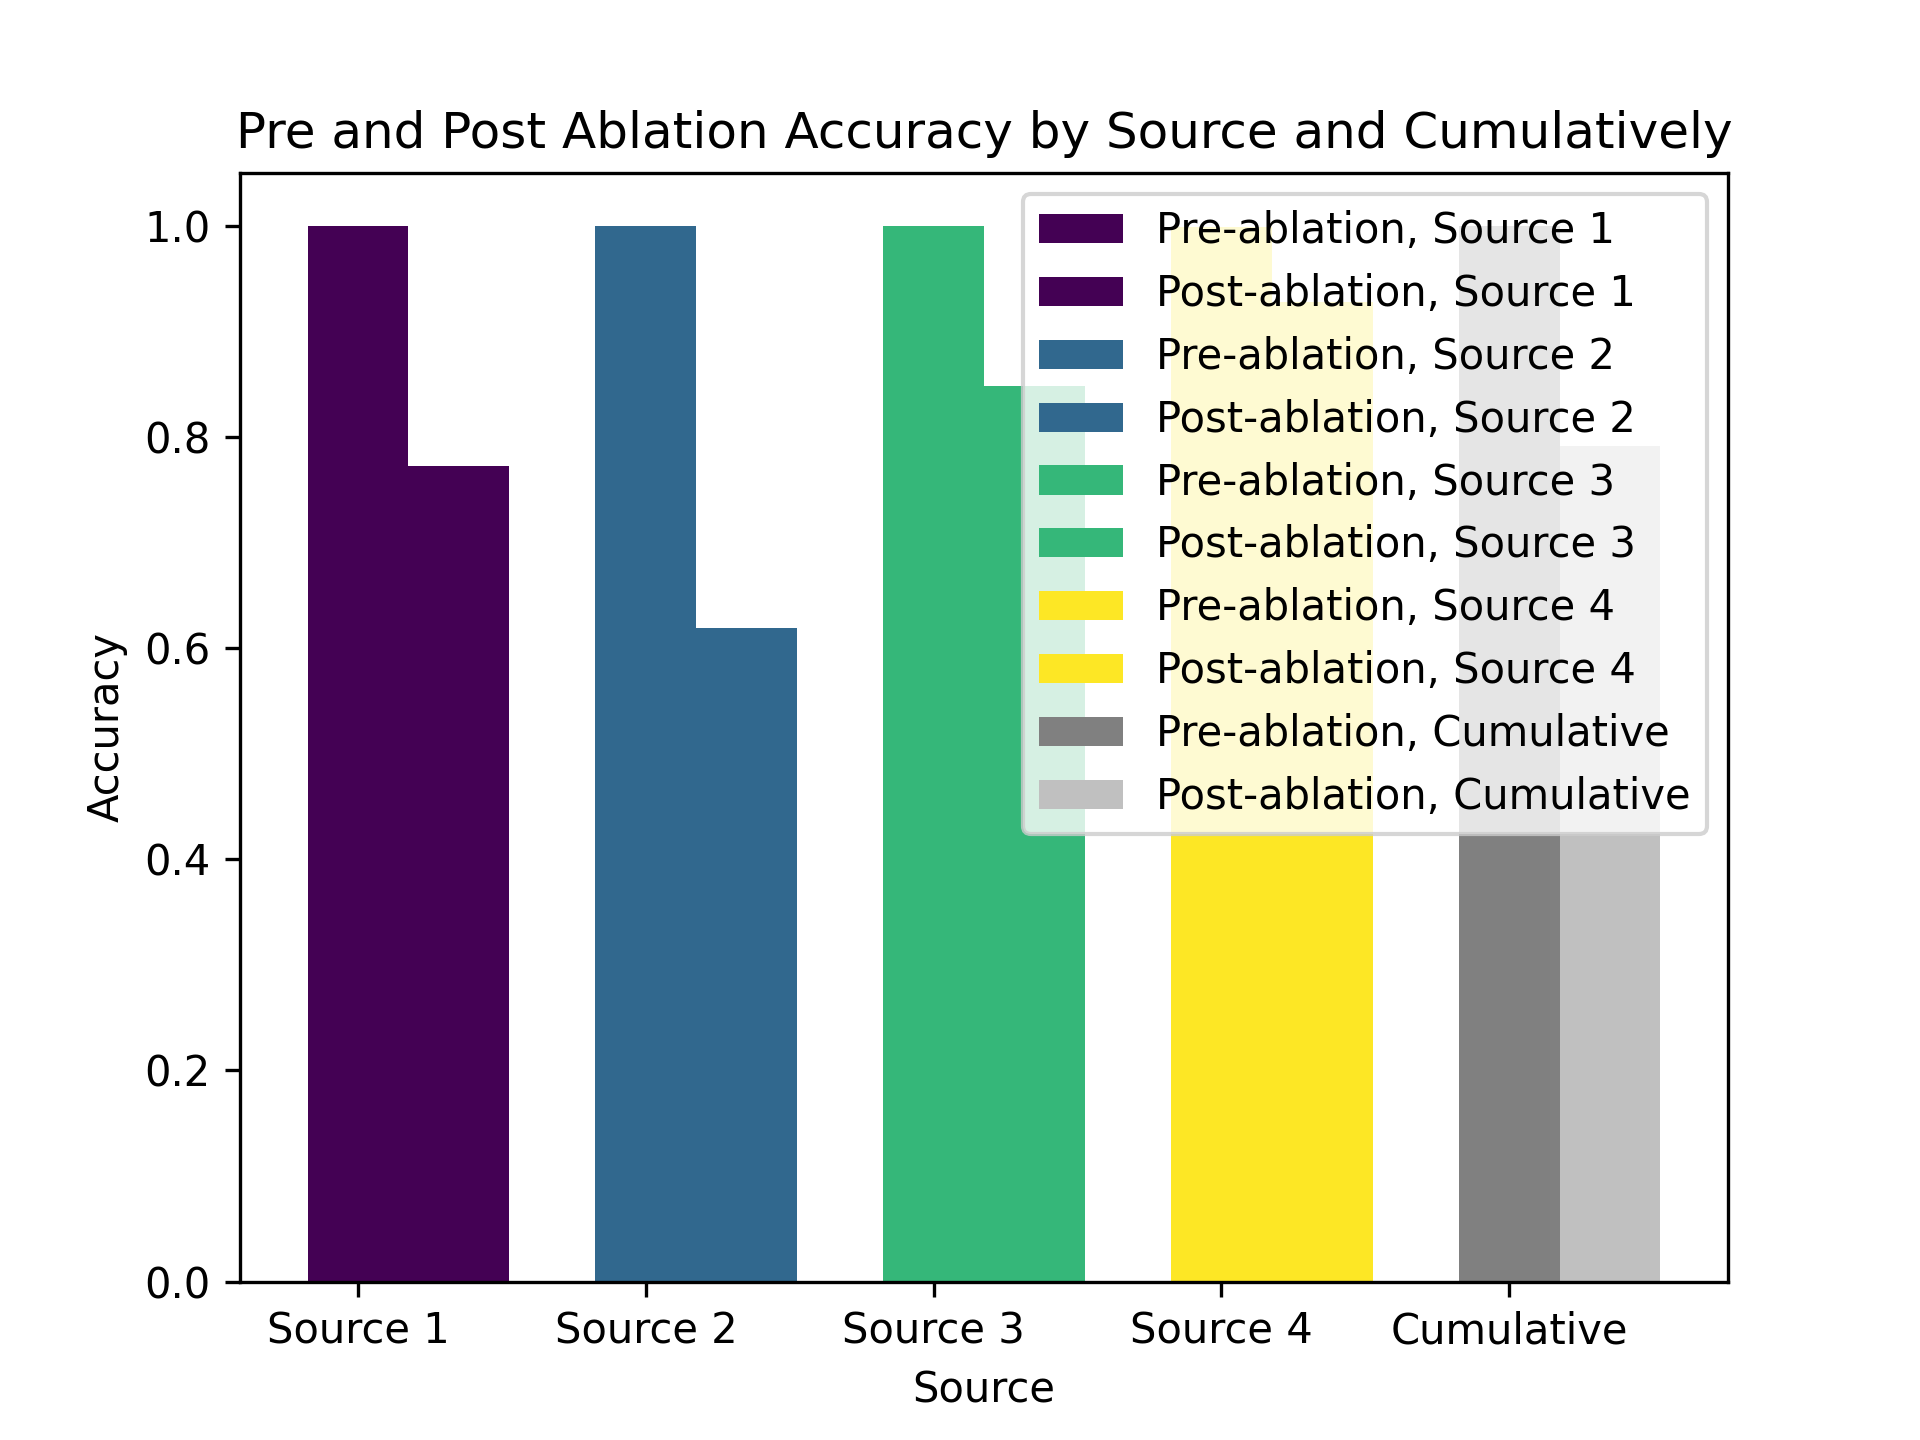 Pre and Post Ablation Accuracy by Source and Cumulatively
1.0
0.8
0.6
0.4
0.2
0.0
Accuracy
Pre-ablation, Source 1
Post-ablation, Source 1
Pre-ablation, Source 2
Post-ablation, Source 2
Pre-ablation, Source 3
Post-ablation, Source 3
Pre-ablation, Source 4
Post-ablation, Source 4
Pre-ablation, Cumulative
Post-ablation, Cumulative
Source 1
Source 2
Source 3
Source 4
Cumulative
Source